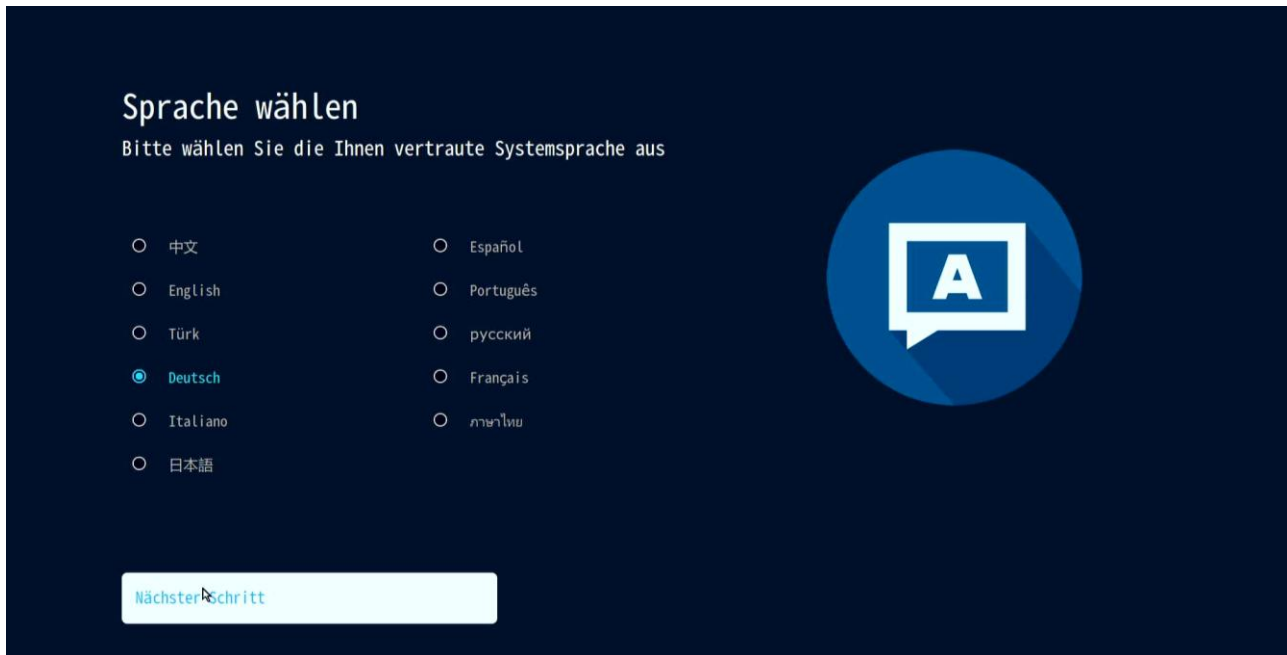 Sprache wählen
Bitte wählen Sie die Ihnen vertraute Systemsprache aus
中文
English
Türk
Deutsch
Italiano
日本語
Español
Português
русский
Français
ภาษาไทย
A
Nächster Schritt